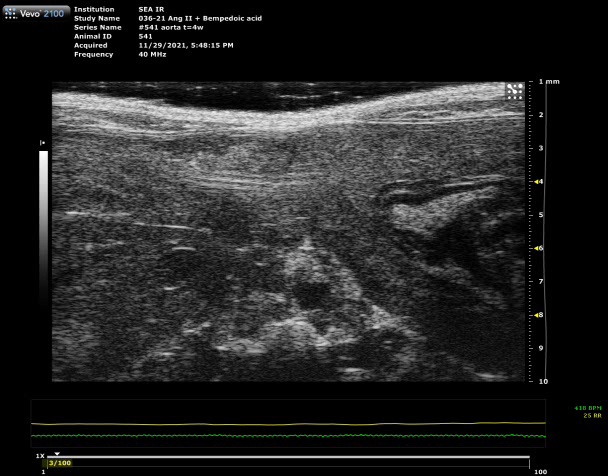 Vevo 2100
Institution SEA IR
Study Name 036-21 Ang II + Bempedoic acid
Series Name #541 aorta t=4w
Animal ID 541
Acquired 11/29/2021, 5:48:15 PM
Frequency 40 MHz
1 mm
2
3
4
5
6
7
8
9
10
438 BPM
25 RR
1X
3/100
1 100